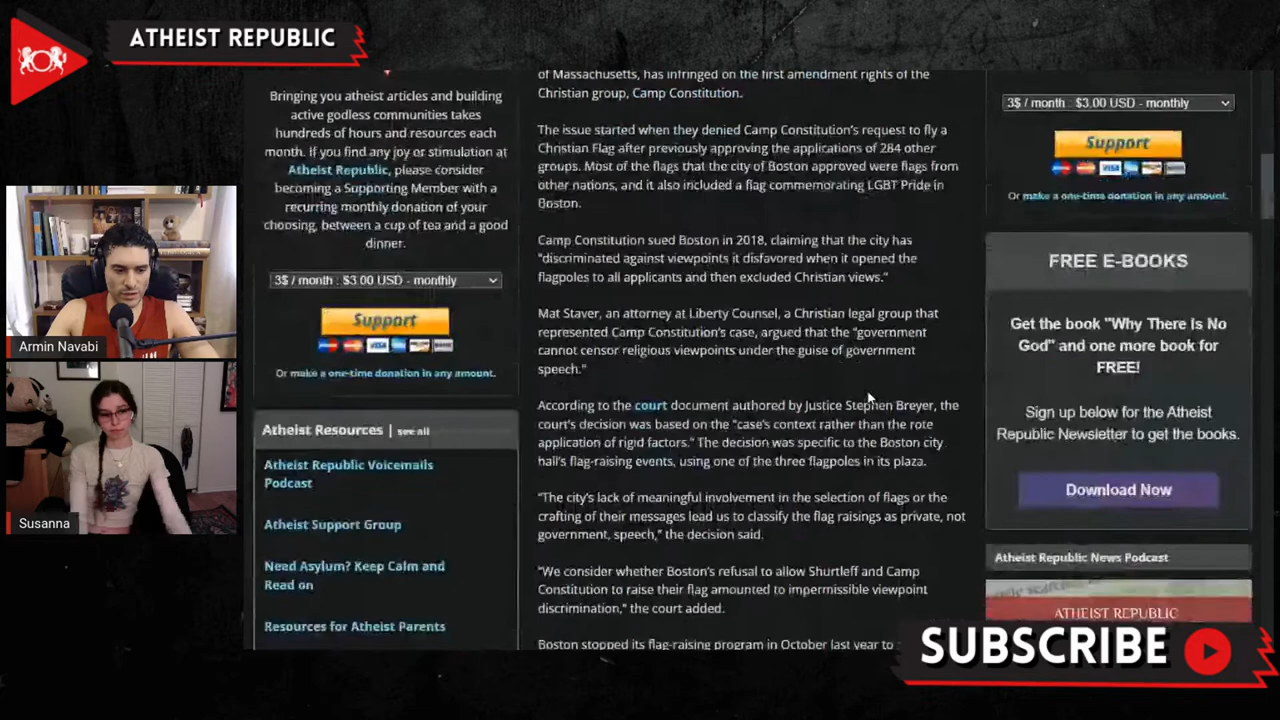 ATHEIST REPUBLIC
Bringing you atheist articles and building
active godless communities takes
hundreds of hours and resources each
month. If you find any joy or stimulation at
Atheist Republic, please consider
becoming a Supporting Member with a
recurring monthly donation of your
choosing, between a cup of tea and a good
dinner.
3$ / month : $3.00 USD - monthly
Support
Or make a one-time donation in any amount.
Atheist Resources | see all
Atheist Republic Voicemails
Podcast
Atheist Support Group
Need Asylum? Keep Calm and
Read on
Resources for Atheist Parents
of Massachusetts, has infringed on the first amendment rights of the
Christian group, Camp Constitution.
The issue started when they denied Camp Constitution's request to fly a
Christian Flag after previously approving the applications of 284 other
groups. Most of the flags that the city of Boston approved were flags from
other nations, and it also included a flag commemorating LGBT Pride in
Boston.
Camp Constitution sued Boston in 2018, claiming that the city has
"discriminated against viewpoints it disfavored when it opened the
flagpoles to all applicants and then excluded Christian views."
Mat Staver, an attorney at Liberty Counsel, a Christian legal group that
represented Camp Constitution's case, argued that the "government
cannot censor religious viewpoints under the guise of government
speech."
According to the court document authored by Justice Stephen Breyer, the
court's decision was based on the "case's context rather than the rote
application of rigid factors." The decision was specific to the Boston city
hall's flag-raising events, using one of the three flagpoles in its plaza.
"The city's lack of meaningful involvement in the selection of flags or the
crafting of their messages lead us to classify the flag raisings as private, not
government, speech," the decision said.
"We consider whether Boston's refusal to allow Shurtleff and Camp
Constitution to raise their flag amounted to impermissible viewpoint
discrimination," the court added.
Boston stopped its flag-raising program in October last year to
3$ / month : $3.00 USD - monthly
Support
Or make a one-time donation in any amount.
FREE E-BOOKS
Get the book "Why There Is No
God" and one more book for
FREE!
Sign up below for the Atheist
Republic Newsletter to get the books.
Download Now
Atheist Republic News Podcast
ATHEIST REPUBLIC
Armin Navabi
Susanna
SUBSCRIBE